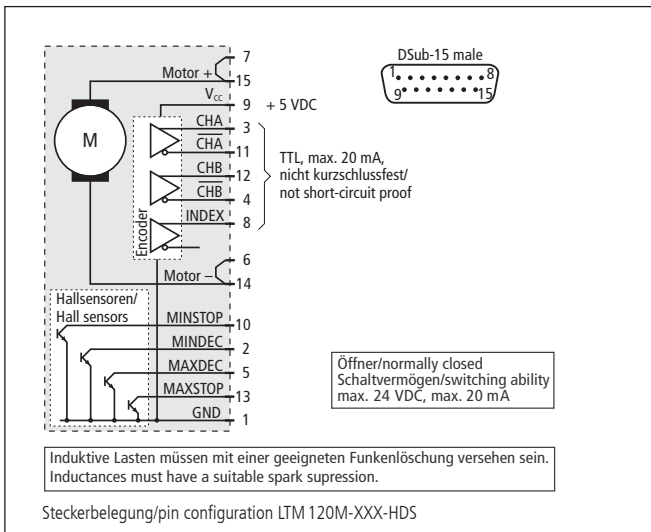 DSub-15 male
1 8
9 15
7
Motor + 15
V_CC 9 + 5 VDC
CHA 3
CHA 11
CHB 12
CHB 4
INDEX 8
TTL, max. 20 mA,
nicht kurzschlussfest/
not short-circuit proof
M
Encoder
6
Motor – 14
Hallsensoren/
Hall sensors
MINSTOP 10
MINDEC 2
MAXDEC 5
MAXSTOP 13
GND 1
Öffner/normally closed
Schaltvermögen/switching ability
max. 24 VDC, max. 20 mA
Induktive Lasten müssen mit einer geeigneten Funkenlöschung versehen sein.
Inductances must have a suitable spark supression.
Steckerbelegung/pin configuration LTM 120M-XXX-HDS